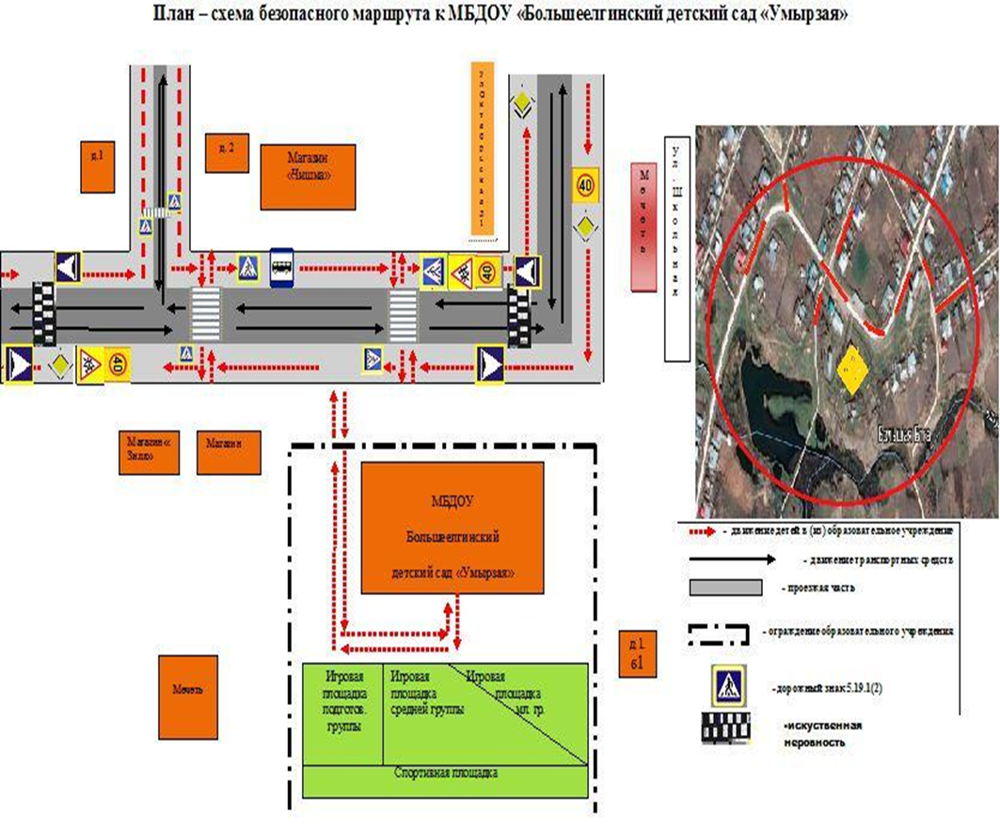 План – схема безопасного маршрута к МБДОУ «Большеелгинский детский сад «Умырзая»
д.1
д. 2
Магазин
«Чишма»
40
40
40
Мечеть
ул. Школьная
Большая Елга
Магазин «
Магазин
МБДОУ
Большеелгинский
детский сад «Умырзая»
Мечеть
Игровая
площадка
подготов.
группы
Игровая
площадка
средней группы
Игровая
площадка
мл. гр.
Спортивная площадка
д 1.
61
- движение детей в (из) образовательное учреждение
- движение транспортных средств
- проезжая часть
- ограждение образовательного учреждения
-дорожный знак 5.19.1(2)
-искуственная
неровность